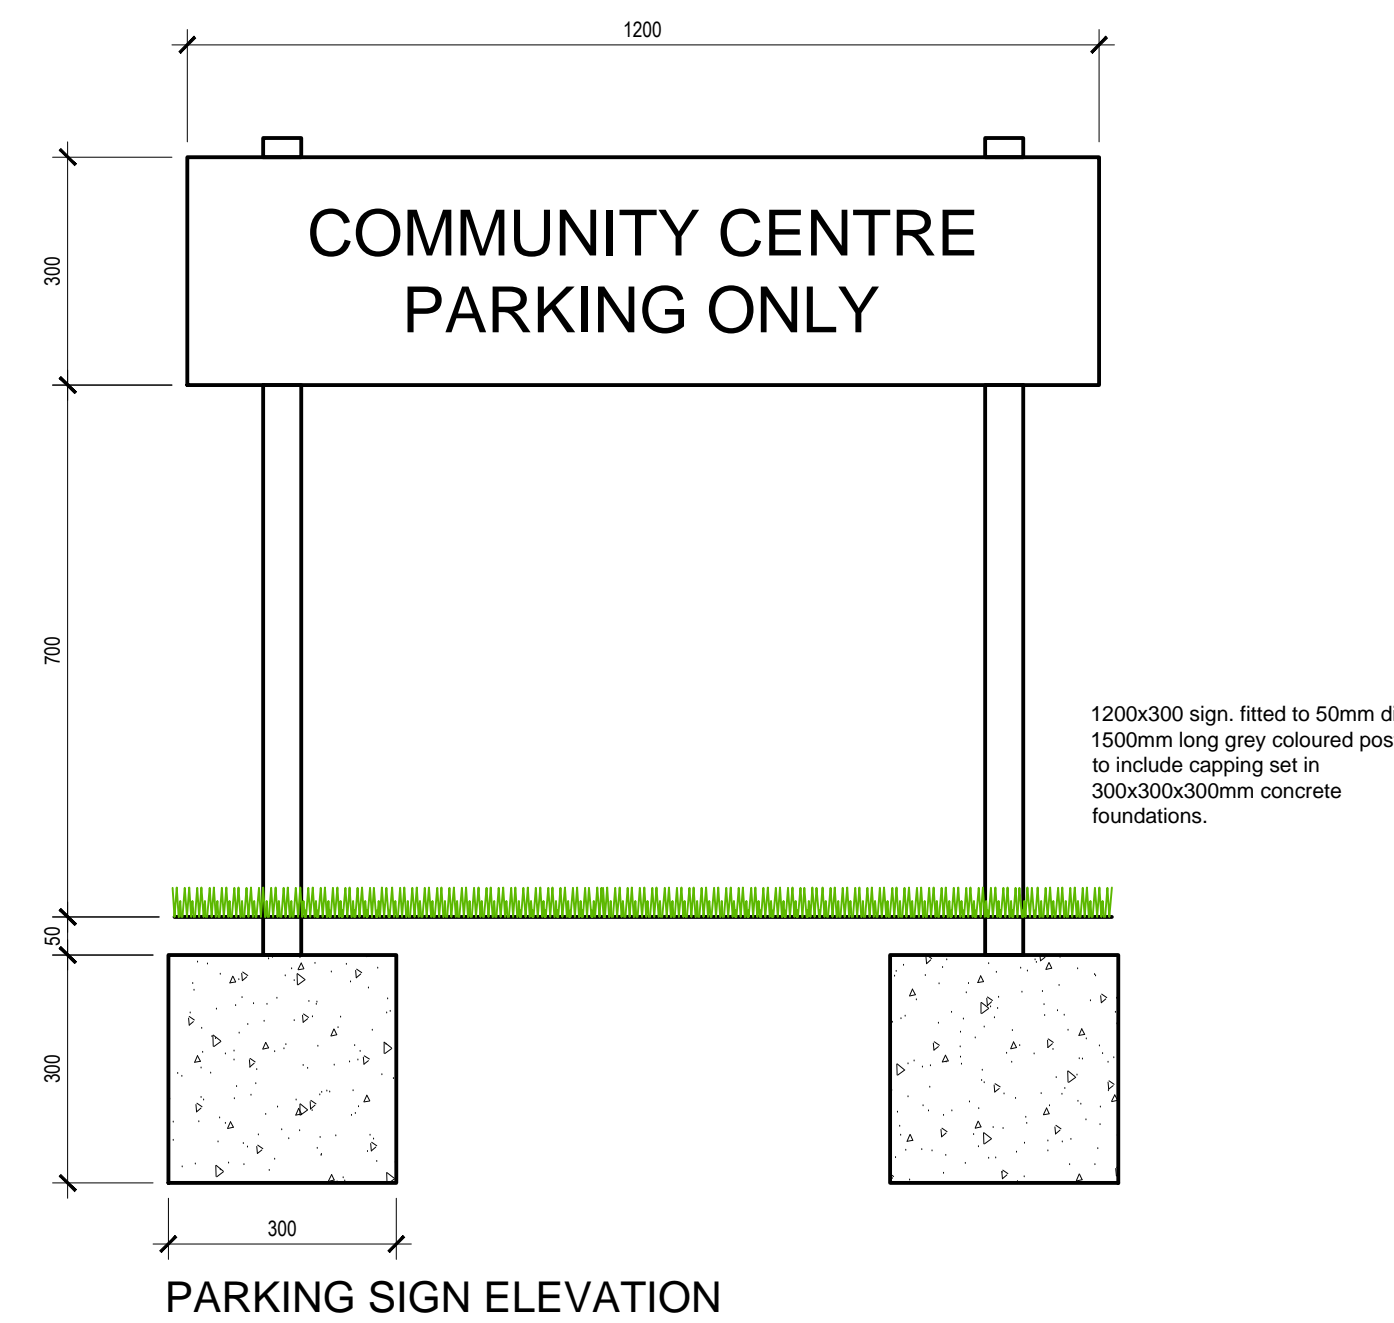 1200
300
COMMUNITY CENTRE
PARKING ONLY
700
1200x300 sign. fitted to 50mm
1500mm long grey coloured
to include capping set in
300x300x300mm concrete
foundations.
50
300
300
PARKING SIGN ELEVATION